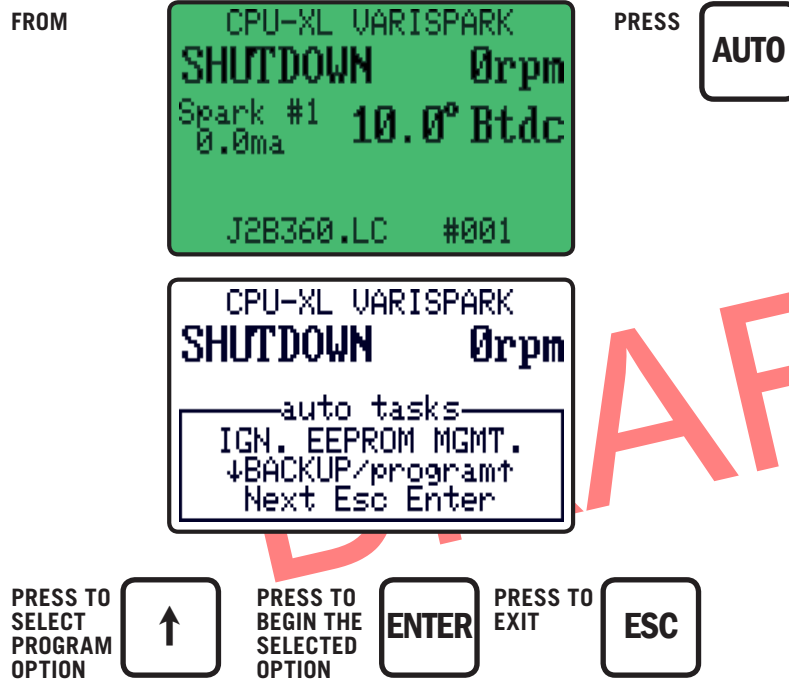 FROM
CPU-XL VARISPARK
SHUTDOWN 0rpm
Spark #1
0.0ma
10.0° Btdc
J2B360.LC #001
PRESS
AUTO
CPU-XL VARISPARK
SHUTDOWN 0rpm
auto tasks
IGN. EEPROM MGMT.
↓BACKUP/program↑
Next Esc Enter
PRESS TO
SELECT
PROGRAM
OPTION
↑
PRESS TO
BEGIN THE
SELECTED
OPTION
ENTER
PRESS TO
EXIT
ESC